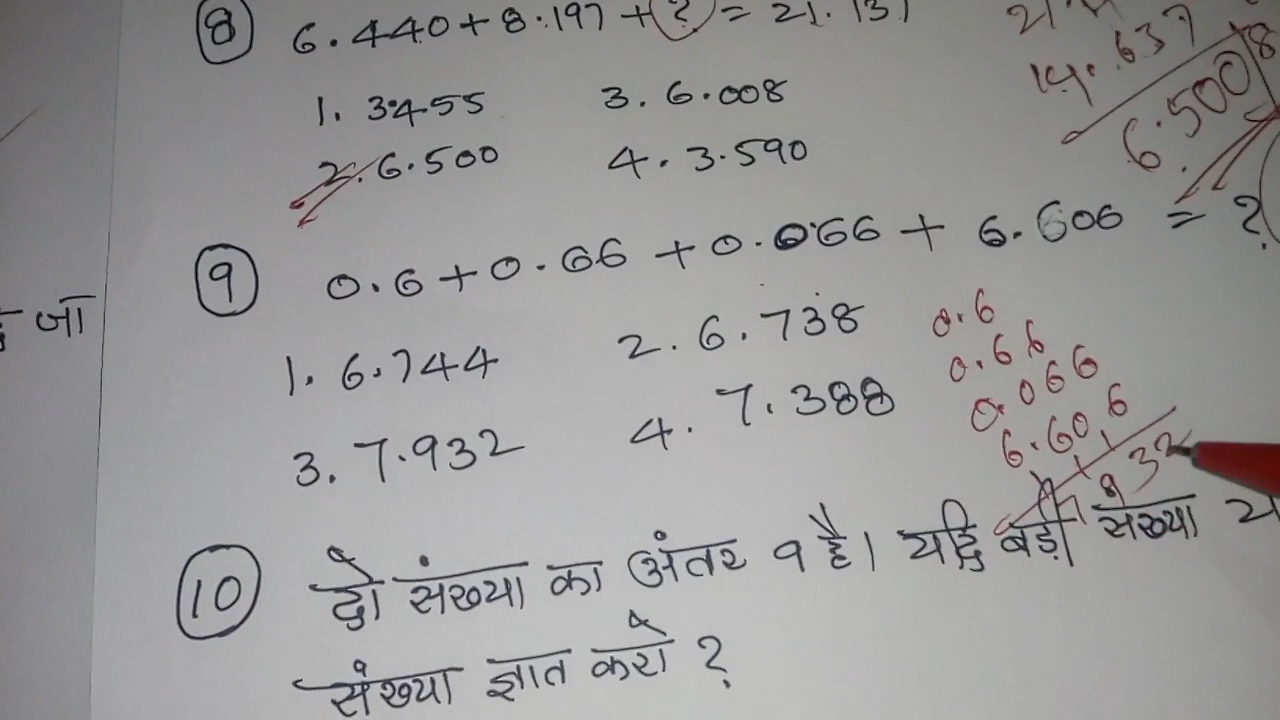 8 6.440+8.197+(?)=21.137
1. 3.455 3. 6.008
2. 6.500 4. 3.590
14.637
6.500
9 0.6+0.66+0.066+6.606=?
1. 6.744 2. 6.738
3. 7.932 4. 7.388
0.6
0.66
0.066
6.606
7.932
जो
10 दो संख्या का अंतर 9 है। यदि बड़ी संख्या
संख्या ज्ञात करो ?